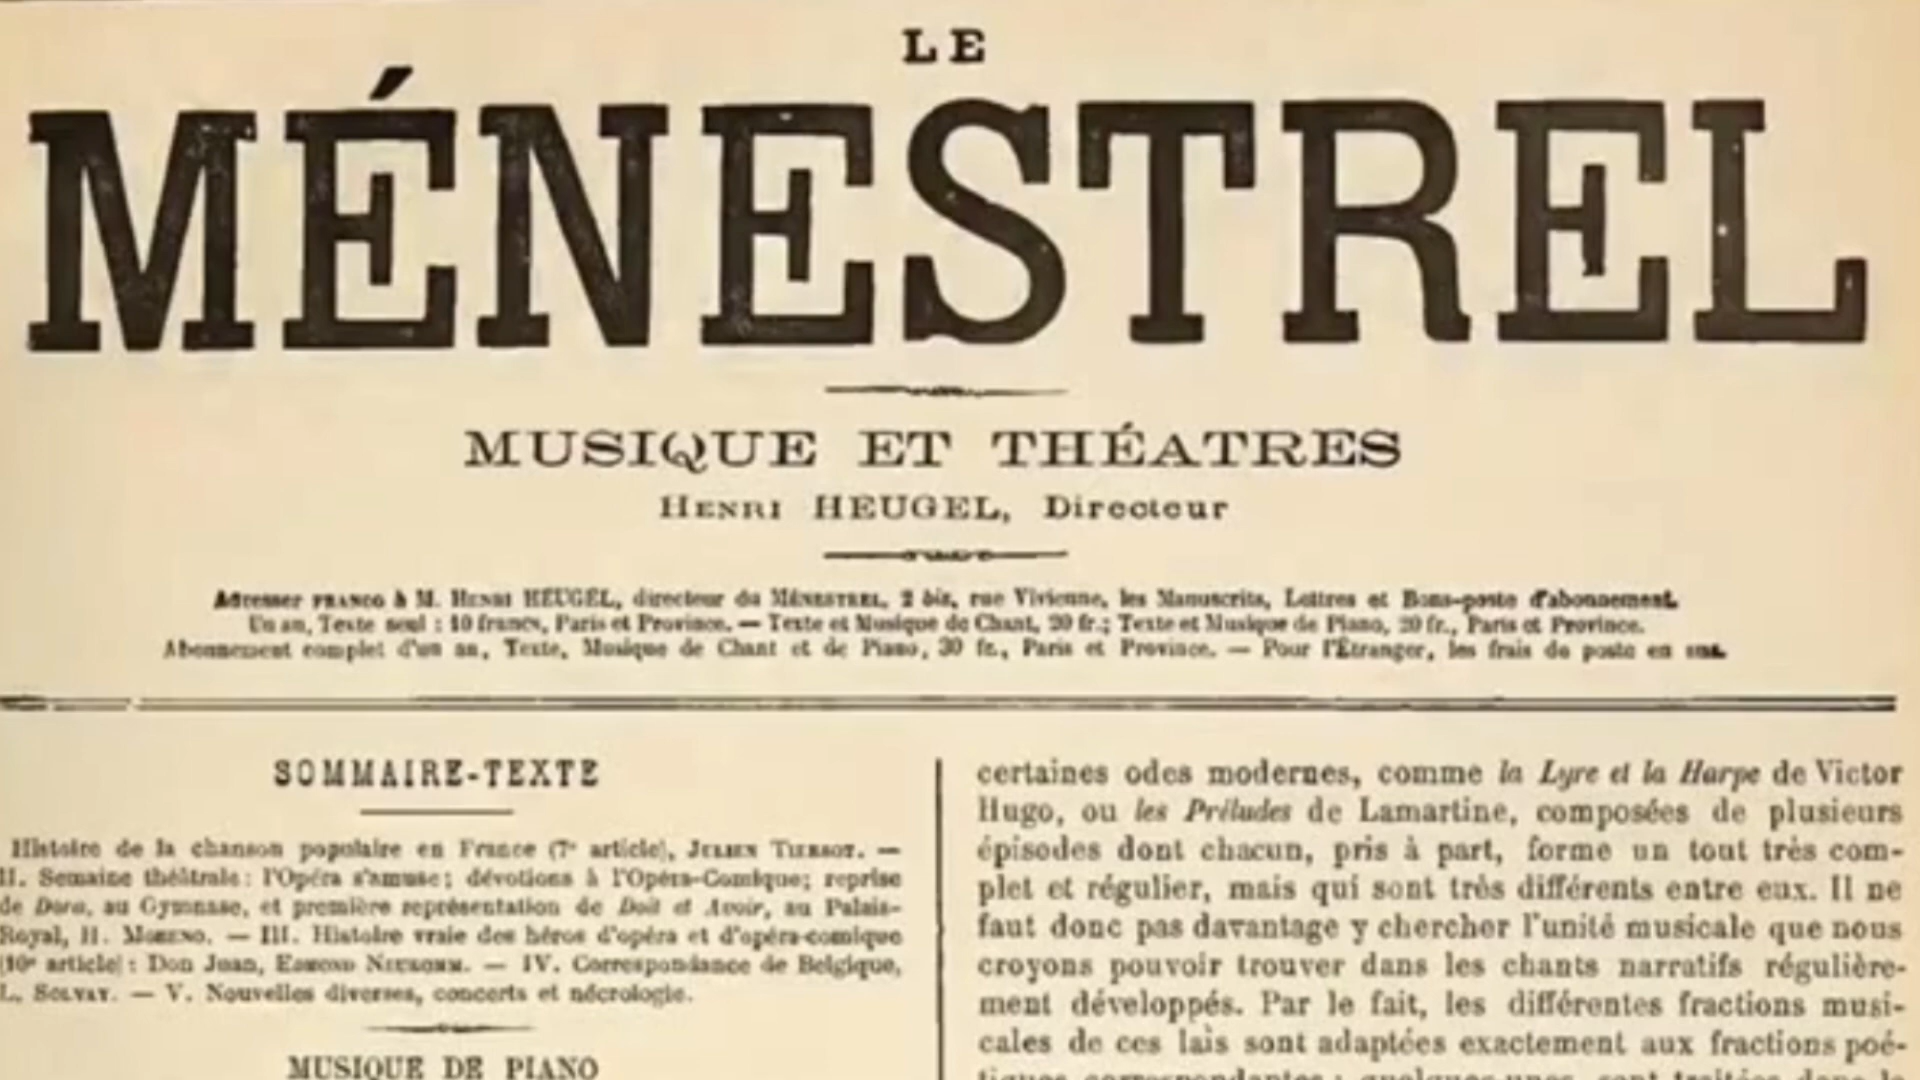 LE
MÉNESTREL
MUSIQUE ET THÉATRES
HENRI HEUGEL, Directeur
Adresser FRANCO à M. HENRI HEUGEL, directeur du MÉNESTREL, 2 bis, rue Vivienne, les Manuscrits, Lettres et Bons-poste d'abonnement.
Un an, Texte seul : 10 francs, Paris et Province. — Texte et Musique de Chant, 20 fr.; Texte et Musique de Piano, 20 fr., Paris et Province.
Abonnement complet d'un an, Texte, Musique de Chant et de Piano, 30 fr., Paris et Province. — Pour l'Étranger, les frais de poste en sus.
SOMMAIRE-TEXTE
Histoire de la chanson populaire en France (7e article), JULIEN TIERSOT. —
II. Semaine théâtrale : l'Opéra s'amuse; dévotions à l'Opéra-Comique; reprise
de Dora, au Gymnase, et première représentation de Doit et Avoir, au Palais-
Royal, H. MORENO. — III. Histoire vraie des héros d'opéra et d'opéra-comique
(10e article) : Don Juan, EDMOND NEUKOMM. — IV. Correspondance de Belgique,
L. SOLVAY. — V. Nouvelles diverses, concerts et nécrologie.
MUSIQUE DE PIANO
certaines odes modernes, comme la Lyre et la Harpe de Victor
Hugo, ou les Préludes de Lamartine, composées de plusieurs
épisodes dont chacun, pris à part, forme un tout très com-
plet et régulier, mais qui sont très différents entre eux. Il ne
faut donc pas davantage y chercher l'unité musicale que nous
croyons pouvoir trouver dans les chants narratifs régulière-
ment développés. Par le fait, les différentes fractions musi-
cales de ces lais sont adaptées exactement aux fractions poé-